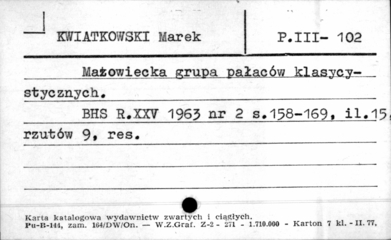 KWIATKOWSKI Marek
P.III- 102
Mazowiecka grupa pałaców klasycy-
stycznych.
BHS R.XXV 1963 nr 2 s.158-169, il.15,
rzutów 9, res.
Karta katalogowa wydawnictw zwartych i ciągłych.
Pu-B-144, zam. 164/DW/On. — W.Z.Graf. Z-2 - 271 - 1.710.000 - Karton 7 kl. - II. 77.